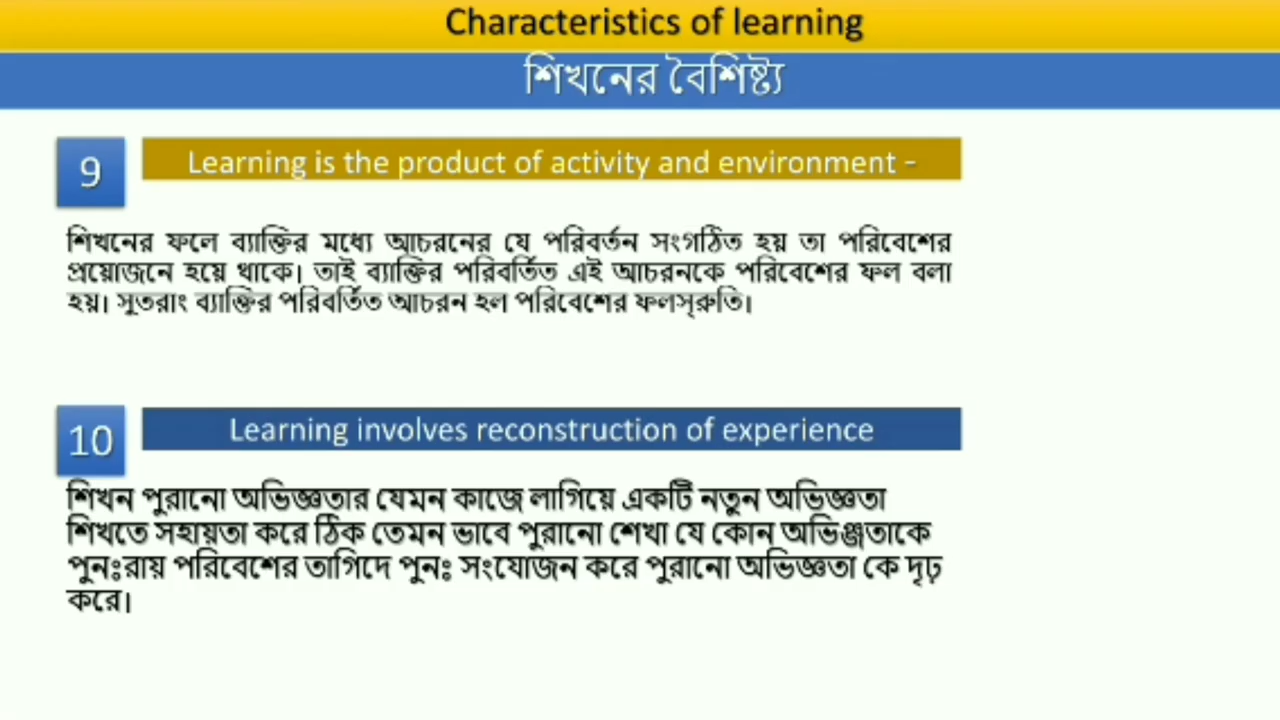 Characteristics of learning
শিখনের বৈশিষ্ট্য
9
Learning is the product of activity and environment -
শিখনের ফলে ব্যাক্তির মধ্যে আচরনের যে পরিবর্তন সংগঠিত হয় তা পরিবেশের
প্রয়োজনে হয়ে থাকে। তাই ব্যাক্তির পরিবর্তিত এই আচরনকে পরিবেশের ফল বলা
হয়। সুতরাং ব্যাক্তির পরিবর্তিত আচরন হল পরিবেশের ফলসৃরুতি।
10
Learning involves reconstruction of experience
শিখন পুরানো অভিজ্ঞতার যেমন কাজে লাগিয়ে একটি নতুন অভিজ্ঞতা
শিখতে সহায়তা করে ঠিক তেমন ভাবে পুরানো শেখা যে কোন অভিঞ্জতাকে
পুনঃরায় পরিবেশের তাগিদে পুনঃ সংযোজন করে পুরানো অভিজ্ঞতা কে দৃঢ়
করে।